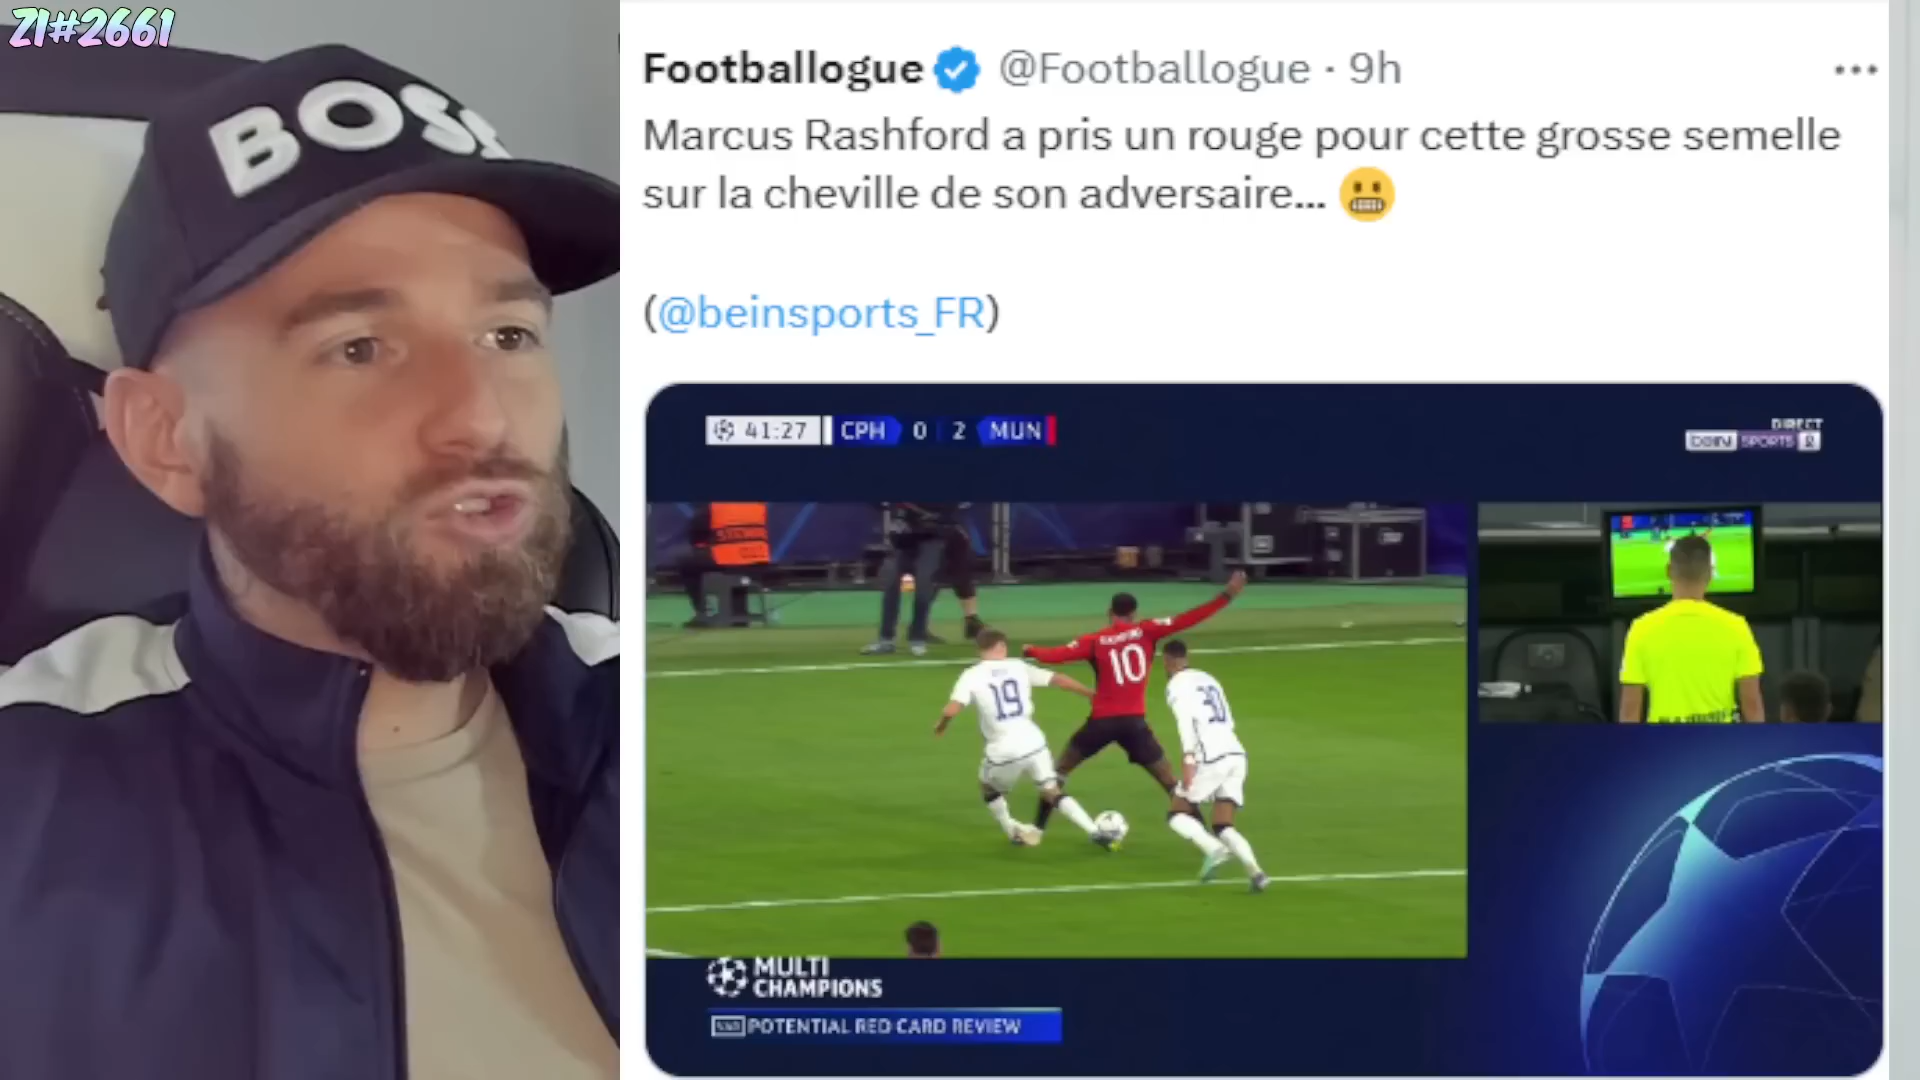 ZI#2661
BOSS
Footballogue @Footballogue · 9h
Marcus Rashford a pris un rouge pour cette grosse semelle
sur la cheville de son adversaire... 😬
(@beinsports_FR)
41:27 CPH 0 2 MUN
DIRECT
beIN SPORTS
10
19
30
MULTI
CHAMPIONS
VAR POTENTIAL RED CARD REVIEW